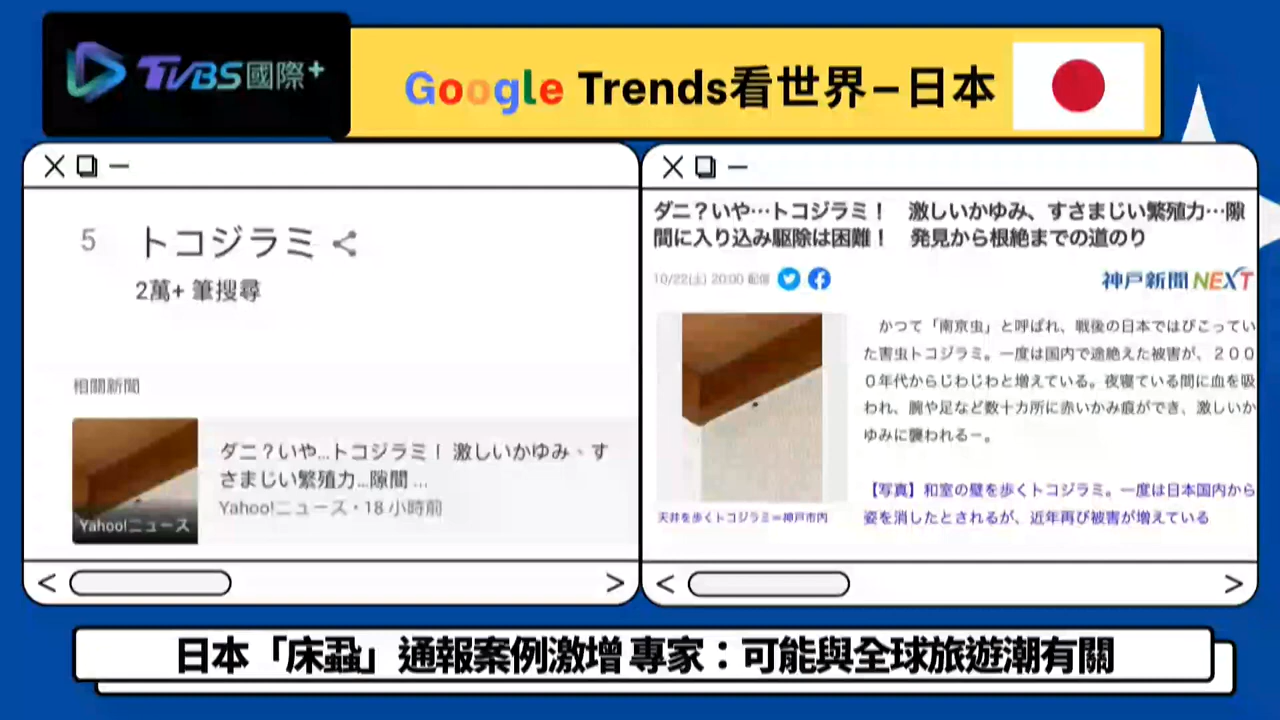 TVBS國際+
Google Trends看世界–日本
5 トコジラミ
2萬+ 筆搜尋
相關新聞
Yahoo!ニュース
ダニ？いや...トコジラミ！ 激しいかゆみ、す
さまじい繁殖力...隙間 ...
Yahoo!ニュース・18 小時前
ダニ？いや…トコジラミ！　激しいかゆみ、すさまじい繁殖力…隙
間に入り込み駆除は困難！　発見から根絶までの道のり
10/22(土) 20:00 配信
神戸新聞NEXT
かつて「南京虫」と呼ばれ、戦後の日本ではびこってい
た害虫トコジラミ。一度は国内で途絶えた被害が、２００
０年代からじわじわと増えている。夜寝ている間に血を吸
われ、腕や足など数十カ所に赤いかみ痕ができ、激しいか
ゆみに襲われるー。
天井を歩くトコジラミ＝神戸市内
【写真】和室の壁を歩くトコジラミ。一度は日本国内から
姿を消したとされるが、近年再び被害が増えている
日本「床蝨」通報案例激增 專家：可能與全球旅遊潮有關